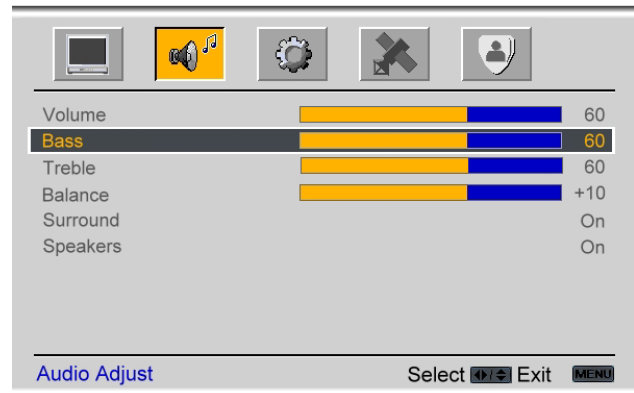 Volume 60
Bass 60
Treble 60
Balance +10
Surround On
Speakers On
Audio Adjust Select / Exit MENU